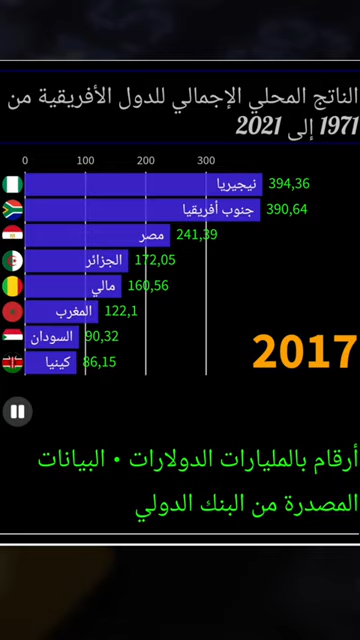 الناتج المحلي الإجمالي للدول الأفريقية من
1971 إلى 2021
0 100 200 300
نيجيريا 394,36
جنوب أفريقيا 390,64
مصر 241,39
الجزائر 172,05
مالي 160,56
المغرب 122,1
السودان 90,32
كينيا 86,15
2017
أرقام بالمليارات الدولارات • البيانات
المصدرة من البنك الدولي